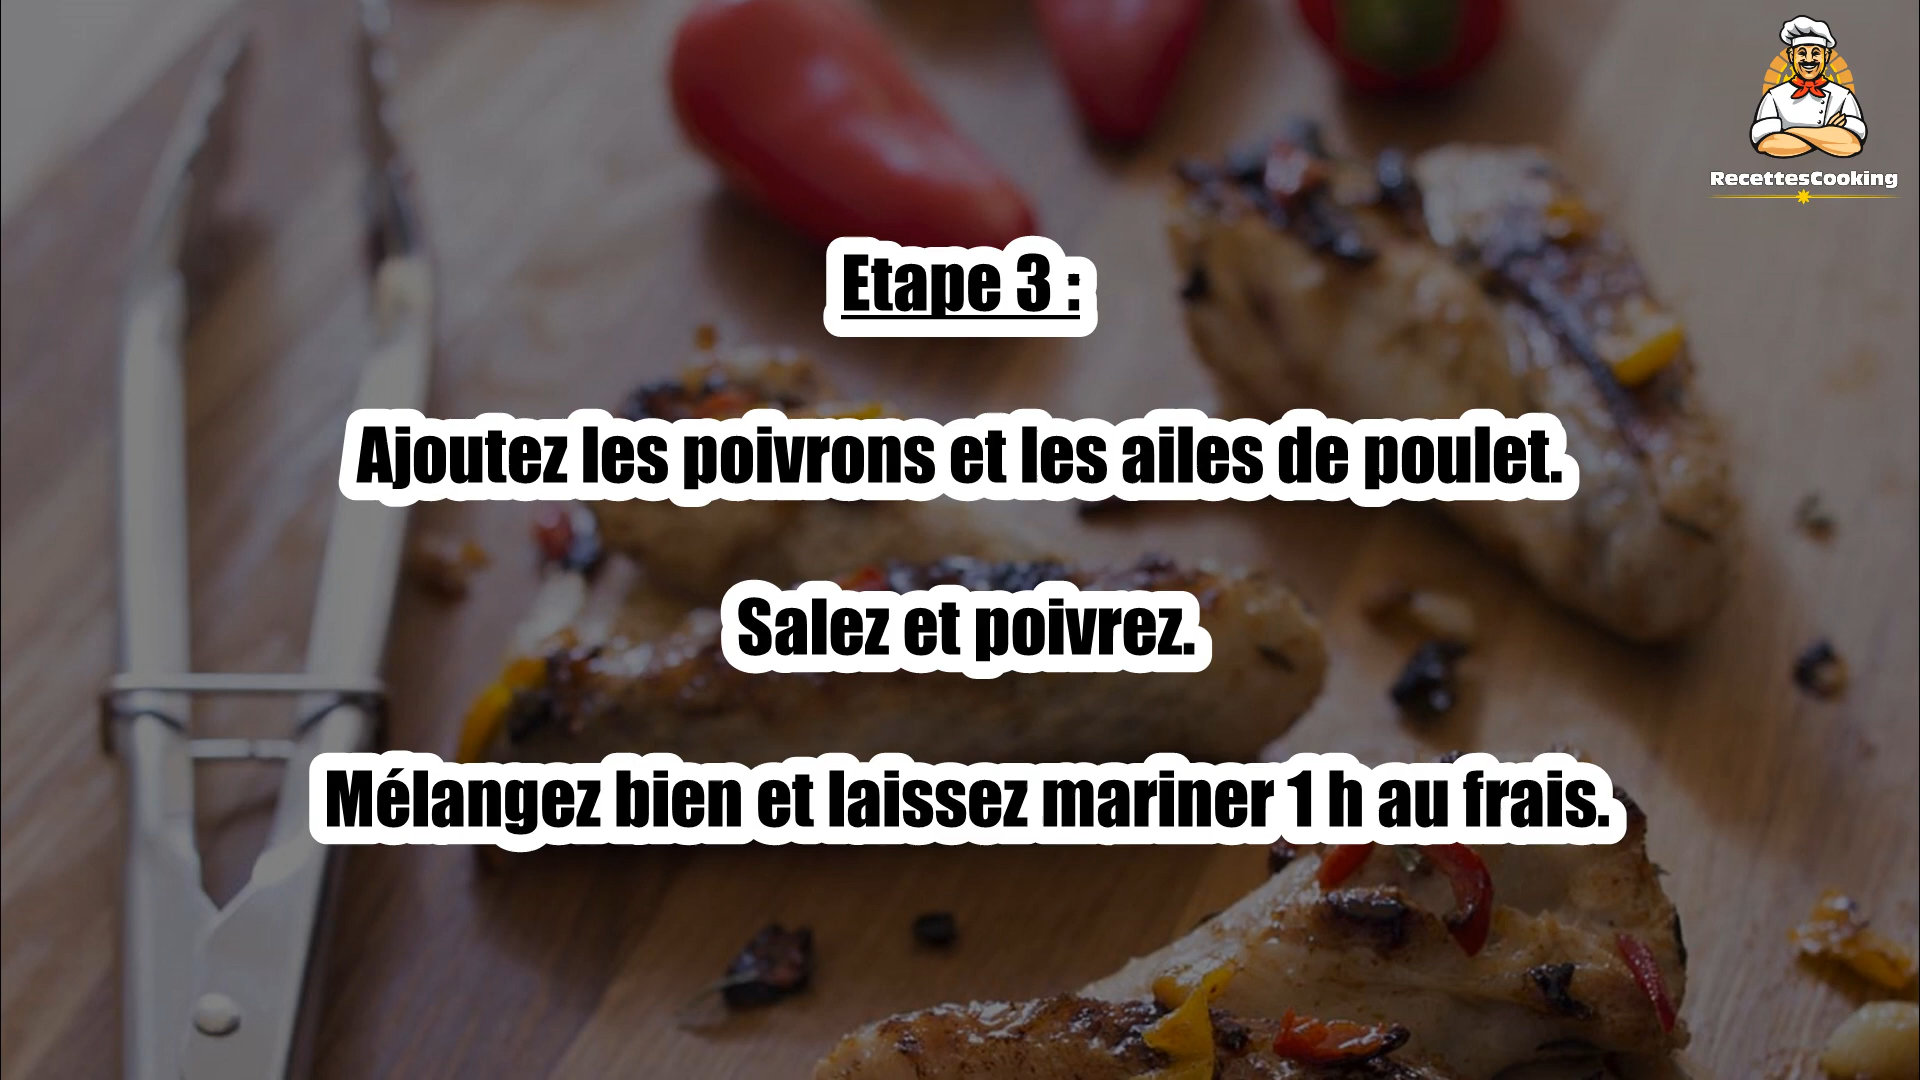 RecettesCooking
Etape 3 :
Ajoutez les poivrons et les ailes de poulet.
Salez et poivrez.
Mélangez bien et laissez mariner 1 h au frais.